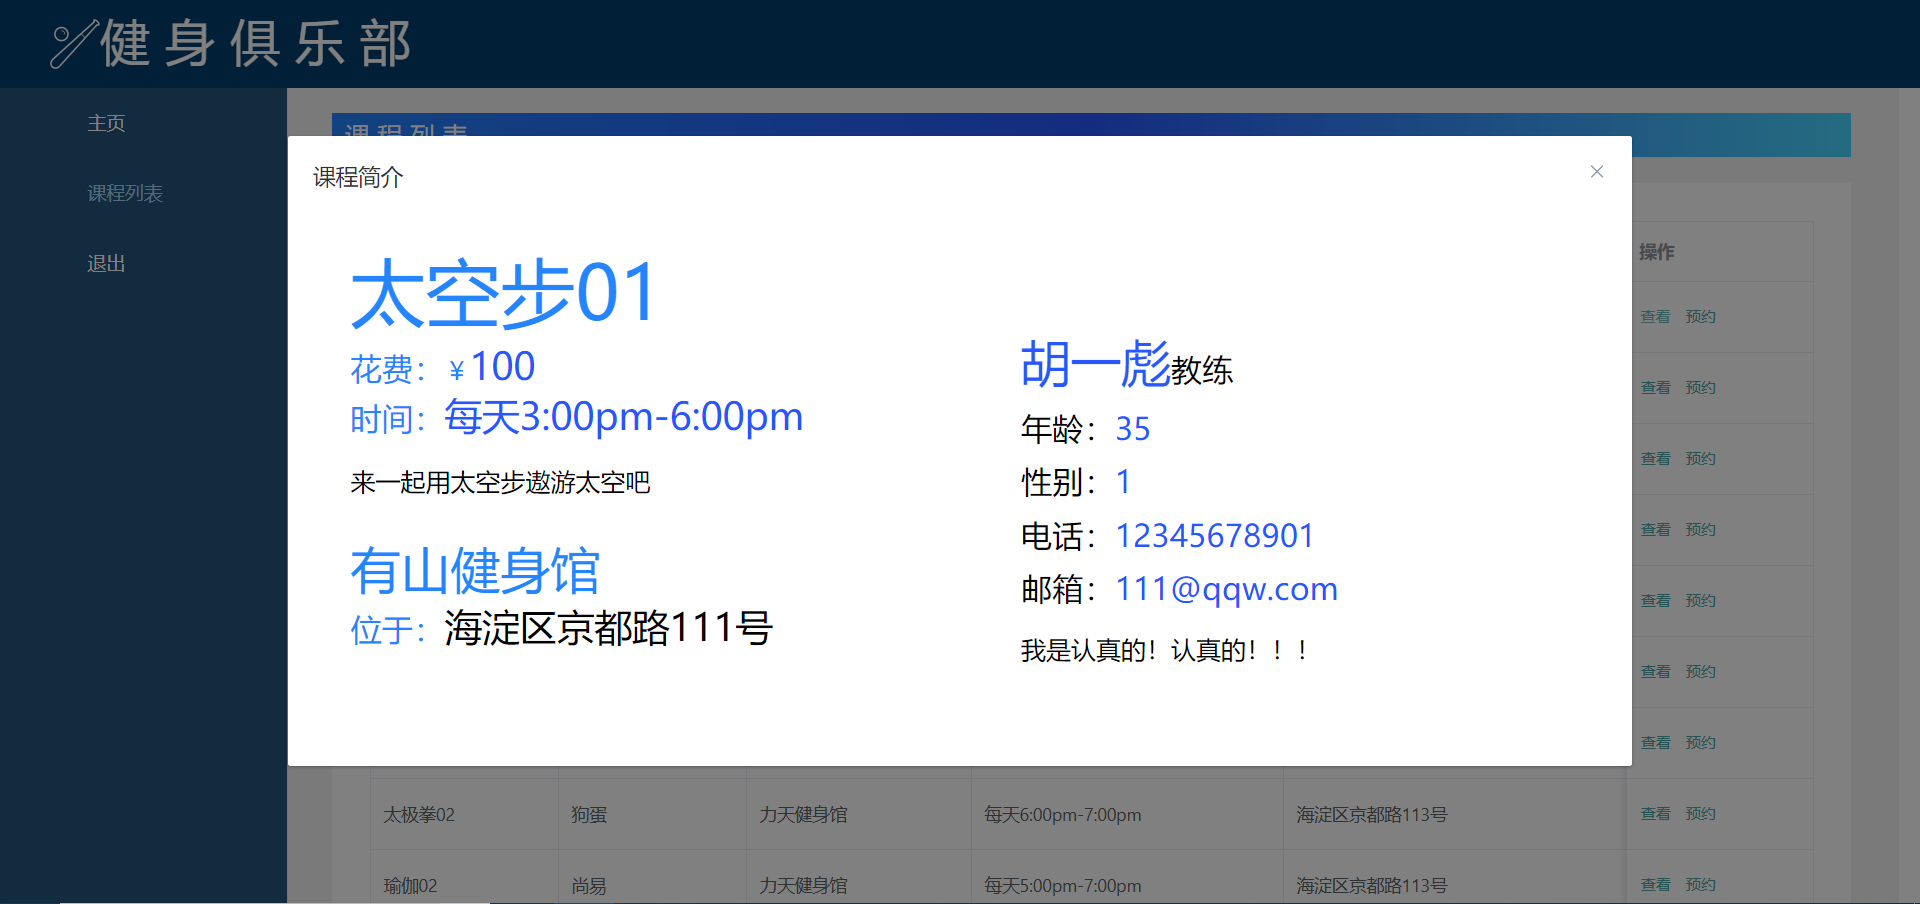 健身俱乐部
主页
课程列表
退出
课程列表
课程简介
太空步01
花费：￥100
时间：每天3:00pm-6:00pm
来一起用太空步遨游太空吧
有山健身馆
位于：海淀区京都路111号
胡一彪教练
年龄：35
性别：1
电话：12345678901
邮箱：111@qqw.com
我是认真的！认真的！！！
操作
查看 预约
查看 预约
查看 预约
查看 预约
查看 预约
查看 预约
查看 预约
太极拳02 狗蛋 力天健身馆 每天6:00pm-7:00pm 海淀区京都路113号 查看 预约
瑜伽02 尚易 力天健身馆 每天5:00pm-7:00pm 海淀区京都路113号 查看 预约